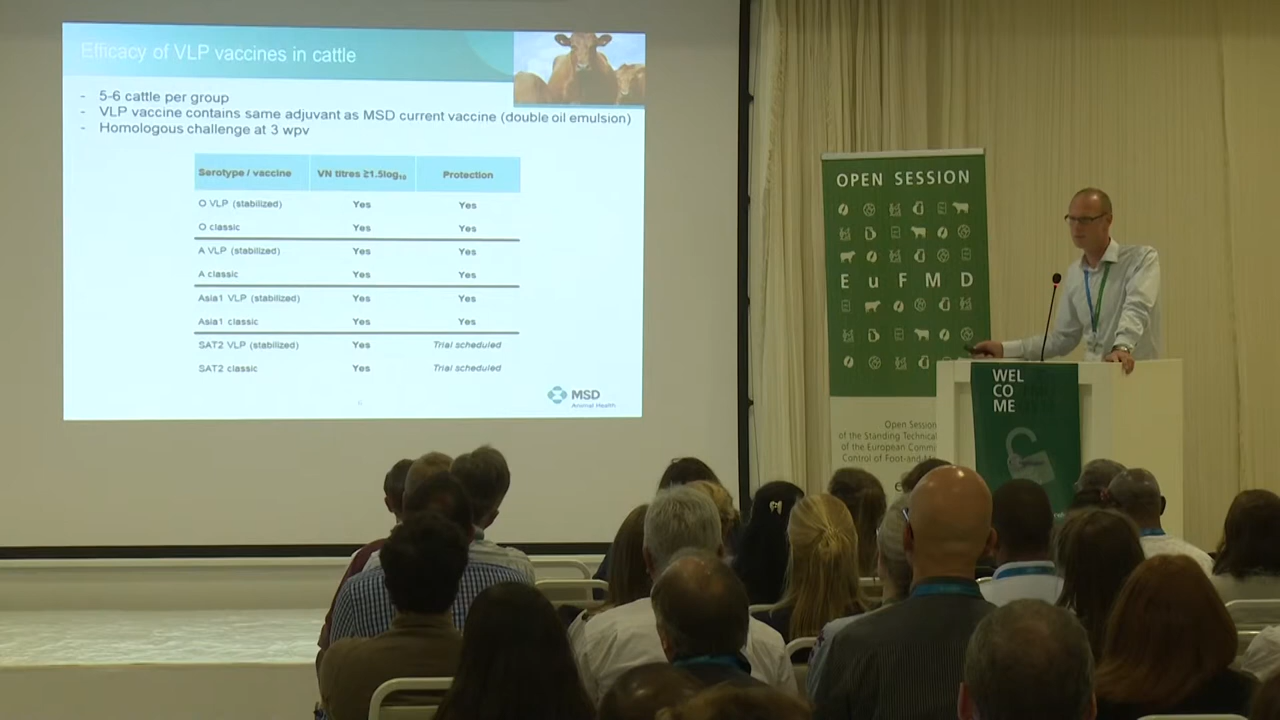 Efficacy of VLP vaccines in cattle
- 5-6 cattle per group
- VLP vaccine contains same adjuvant as MSD current vaccine (double oil emulsion)
- Homologous challenge at 3 wpv
Serotype / vaccine VN titres ≥1.5log10 Protection
O VLP (stabilized) Yes Yes
O classic Yes Yes
A VLP (stabilized) Yes Yes
A classic Yes Yes
Asia1 VLP (stabilized) Yes Yes
Asia1 classic Yes Yes
SAT2 VLP (stabilized) Yes Trial scheduled
SAT2 classic Yes Trial scheduled
MSD
Animal Health
OPEN SESSION
EuFMD
Open Session
of the Standing Technical
of the European Commi
Control of Foot-and-M
WEL
CO
ME